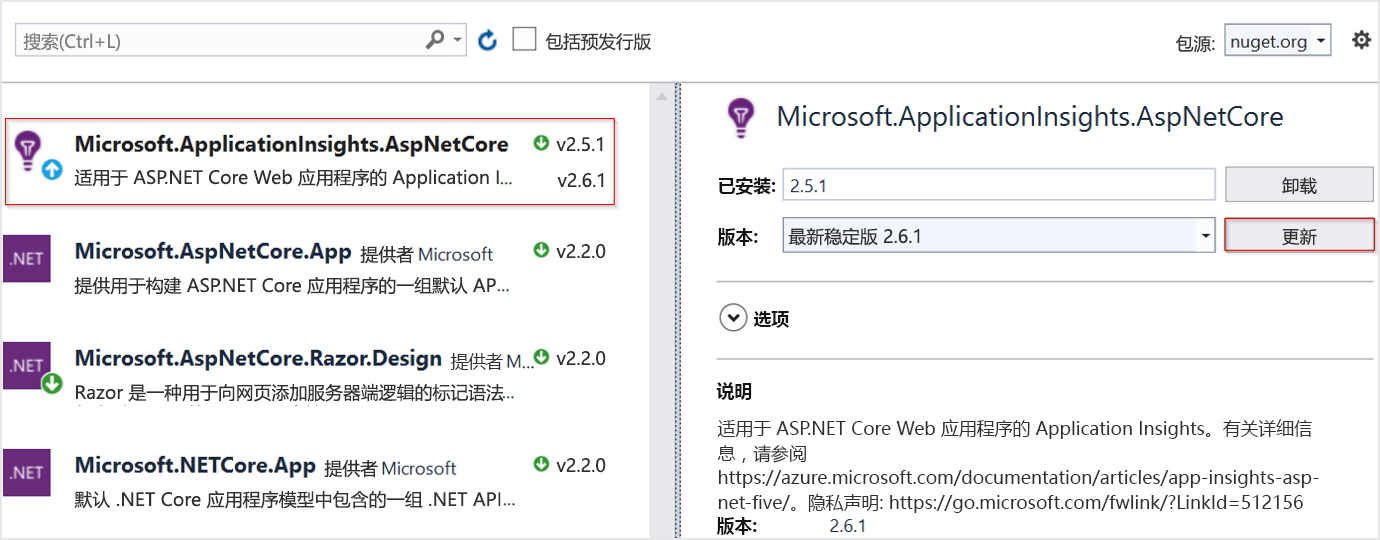 搜索(Ctrl+L)
包括预发行版
包源: nuget.org
Microsoft.ApplicationInsights.AspNetCore v2.5.1
适用于 ASP.NET Core Web 应用程序的 Application I... v2.6.1
.NET
Microsoft.AspNetCore.App 提供者 Microsoft v2.2.0
提供用于构建 ASP.NET Core 应用程序的一组默认 AP...
.NET
Microsoft.AspNetCore.Razor.Design 提供者 M... v2.2.0
Razor 是一种用于向网页添加服务器端逻辑的标记语法...
.NET
Microsoft.NETCore.App 提供者 Microsoft v2.2.0
默认 .NET Core 应用程序模型中包含的一组 .NET API...
Microsoft.ApplicationInsights.AspNetCore
已安装: 2.5.1 卸载
版本: 最新稳定版 2.6.1 更新
选项
说明
适用于 ASP.NET Core Web 应用程序的 Application Insights。有关详细信
息，请参阅
https://azure.microsoft.com/documentation/articles/app-insights-asp-
net-five/。隐私声明: https://go.microsoft.com/fwlink/?LinkId=512156
版本: 2.6.1